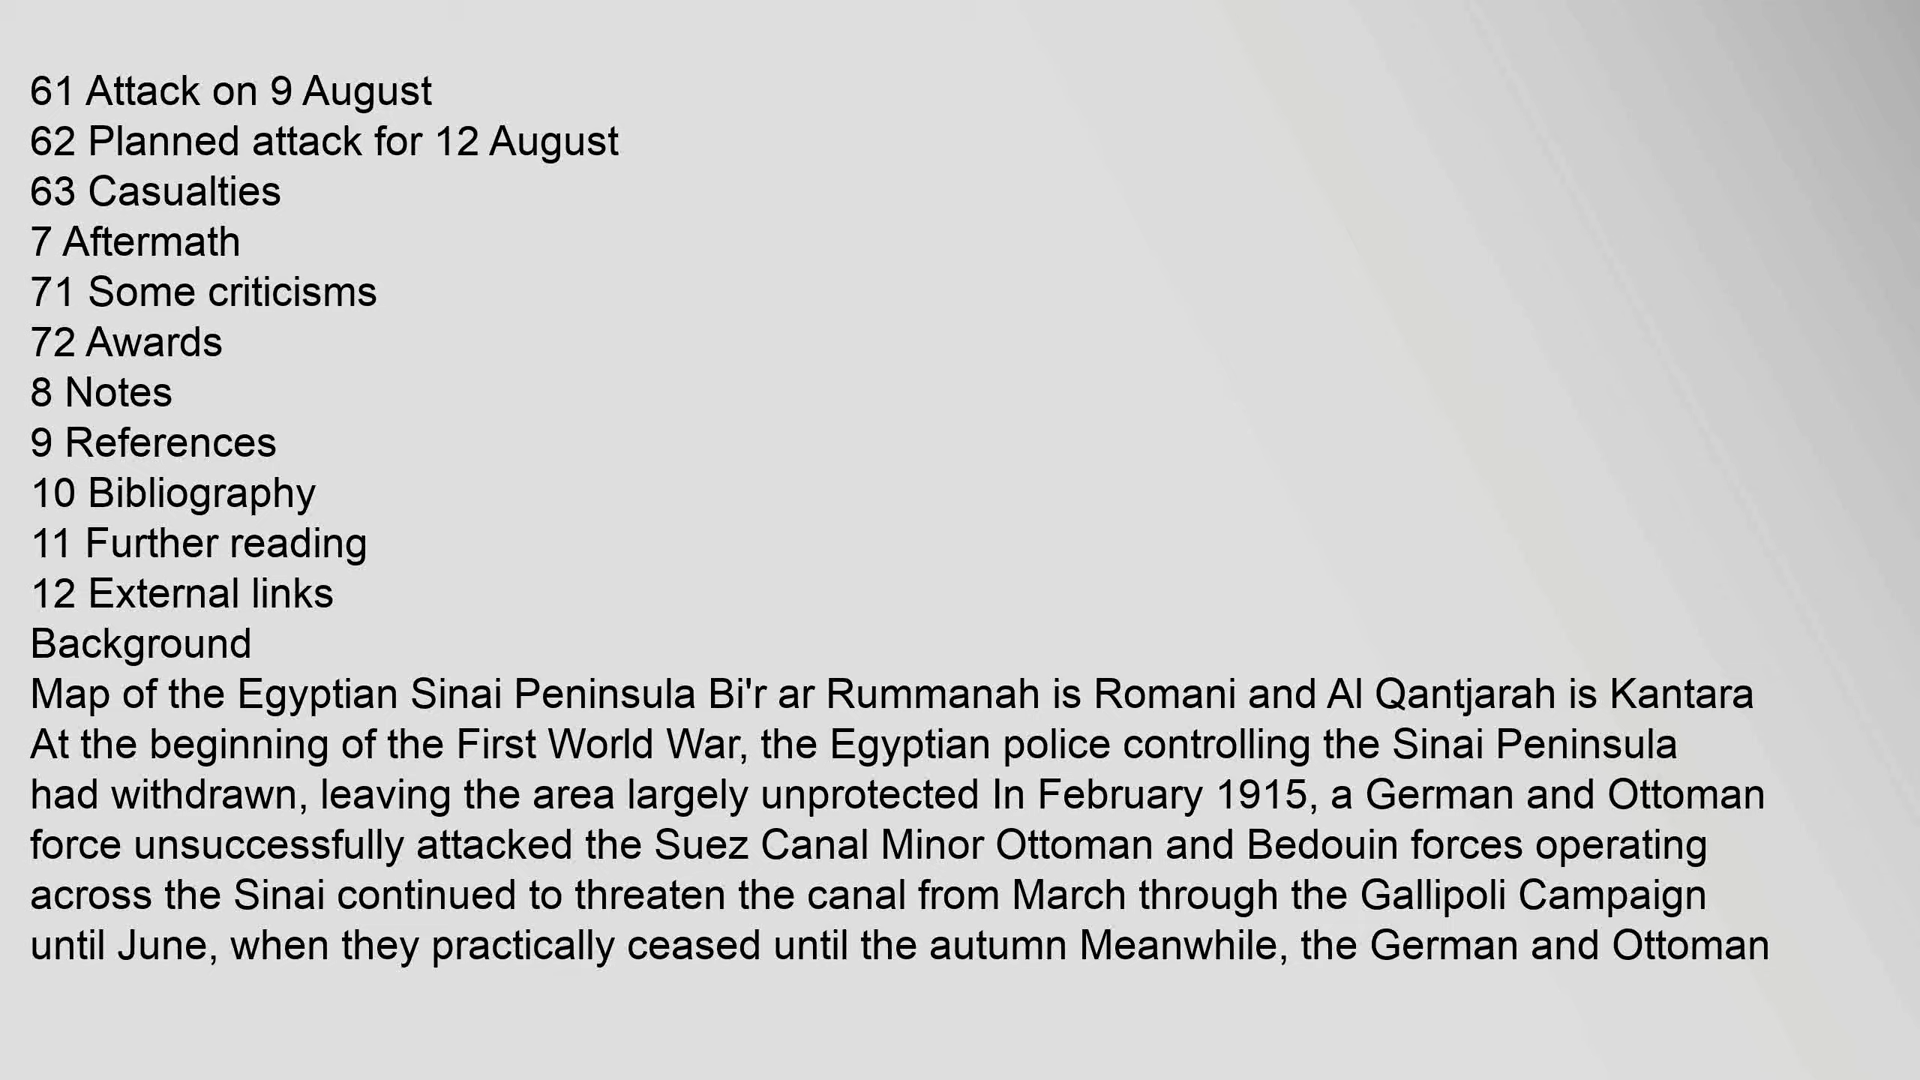 61 Attack on 9 August
62 Planned attack for 12 August
63 Casualties
7 Aftermath
71 Some criticisms
72 Awards
8 Notes
9 References
10 Bibliography
11 Further reading
12 External links
Background
Map of the Egyptian Sinai Peninsula Bi'r ar Rummanah is Romani and Al Qantjarah is Kantara
At the beginning of the First World War, the Egyptian police controlling the Sinai Peninsula
had withdrawn, leaving the area largely unprotected In February 1915, a German and Ottoman
force unsuccessfully attacked the Suez Canal Minor Ottoman and Bedouin forces operating
across the Sinai continued to threaten the canal from March through the Gallipoli Campaign
until June, when they practically ceased until the autumn Meanwhile, the German and Ottoman